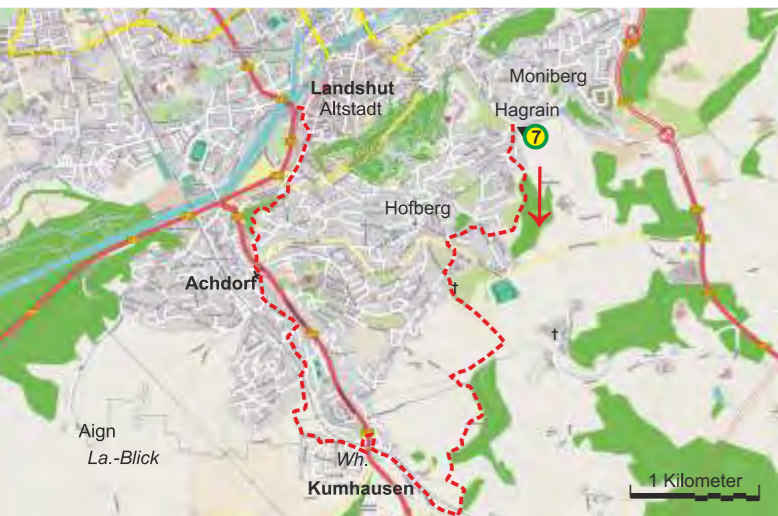 Moniberg
Landshut
Altstadt
Hagrain
7
Hofberg
Achdorf
Aign
La.-Blick
Wh.
Kumhausen
1 Kilometer